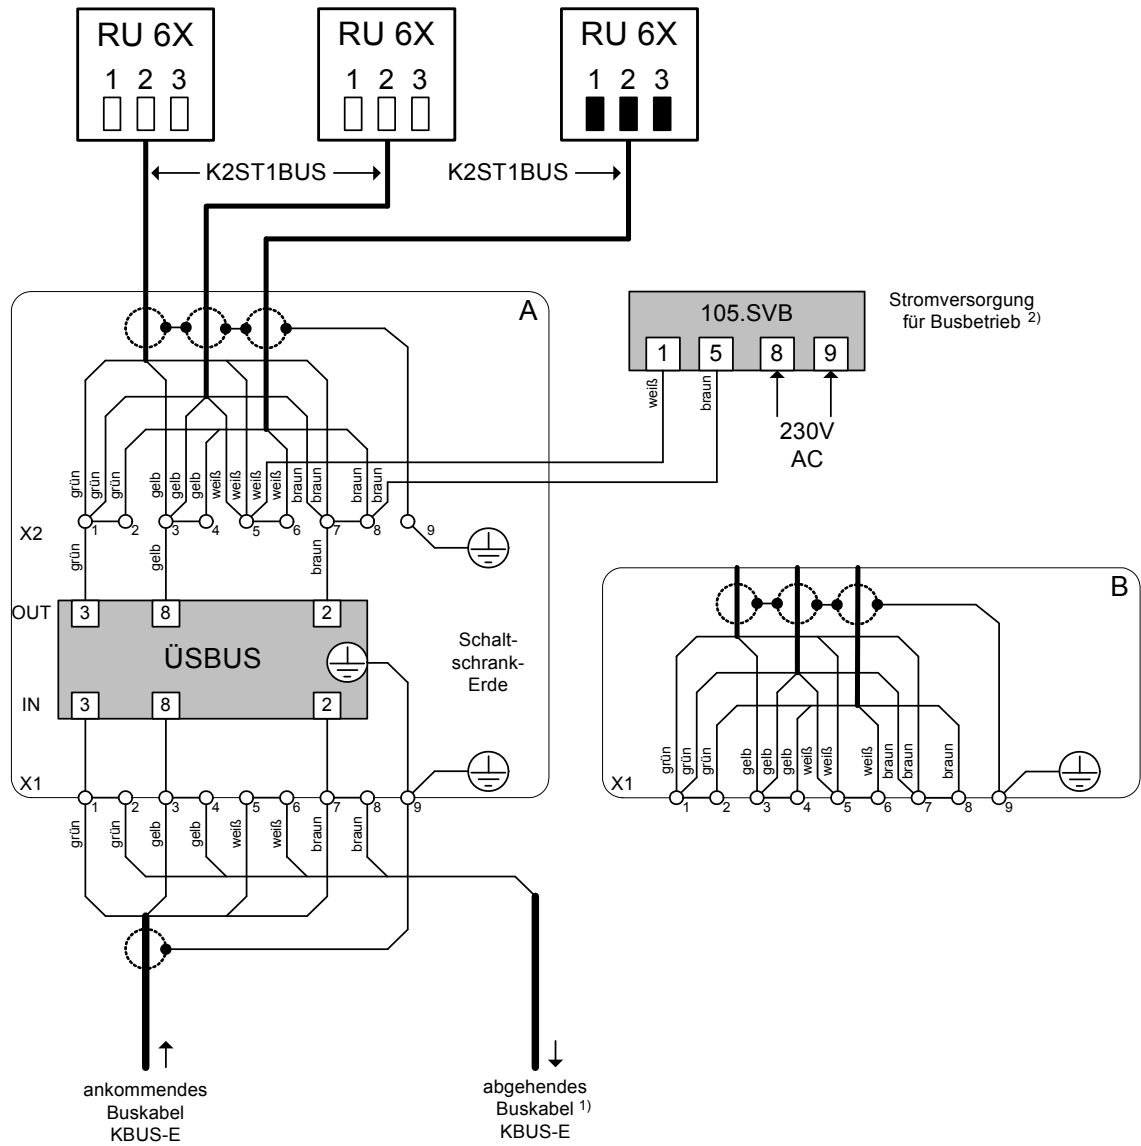 RU 6X
1 2 3
RU 6X
1 2 3
RU 6X
1 2 3
K2ST1BUS
K2ST1BUS
A
105.SVB
1 5 8 9
Stromversorgung
für Busbetrieb 2)
weiß
braun
230V
AC
grün
grün
grün
gelb
gelb
gelb
weiß
weiß
weiß
weiß
braun
braun
braun
braun
X2
1 2 3 4 5 6 7 8 9
grün
gelb
braun
OUT
3 8 2
ÜSBUS
IN
3 8 2
Schalt-
schrank-
Erde
X1
1 2 3 4 5 6 7 8 9
grün
grün
gelb
gelb
weiß
weiß
braun
braun
B
grün
grün
grün
gelb
gelb
gelb
weiß
weiß
weiß
braun
braun
braun
X1
1 2 3 4 5 6 7 8 9
ankommendes
Buskabel
KBUS-E
abgehendes
Buskabel 1)
KBUS-E